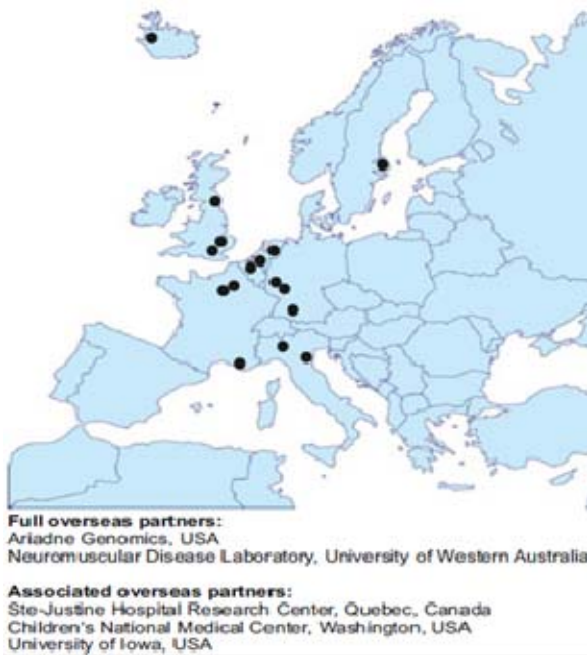 Full overseas partners:
Ariadne Genomics, USA
Neuromuscular Disease Laboratory, University of Western Australia
Associated overseas partners:
Ste-Justine Hospital Research Center, Quebec, Canada
Children's National Medical Center, Washington, USA
University of Iowa, USA